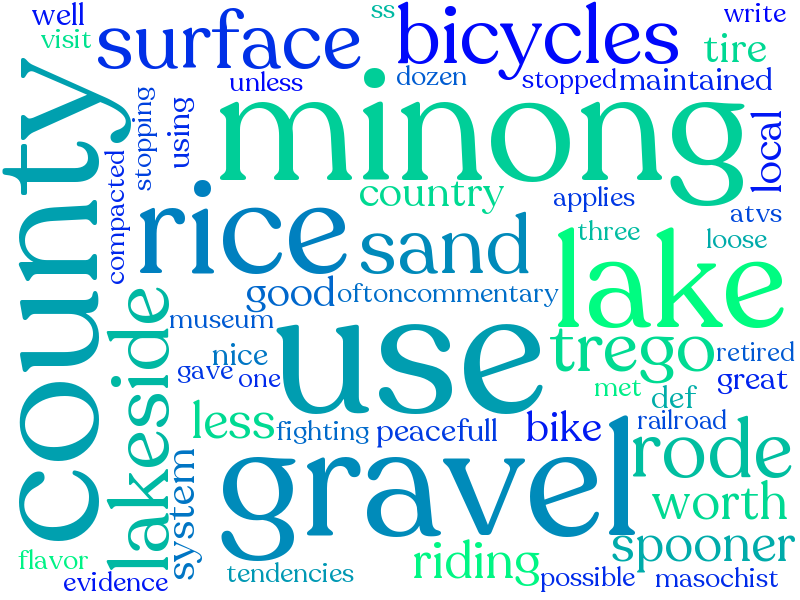 well
ss
write
visit
surface
bicycles
tire
unless
dozen
stopped
maintained
county
stopping
using
minong
local
compacted
country
applies
atvs
rice
sand
three
loose
lake
good
oftoncommentary
lakeside
museum
use
trego
nice
retired
gave
one
met
def
great
less
fighting
peacefull
bike
railroad
rode
system
gravel
worth
spooner
flavor
evidence
tendencies
riding
possible
masochist